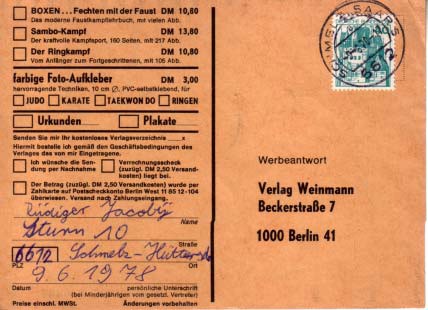 BOXEN...Fechten mit der Faust DM 10,80
Das moderne Faustkampflehrbuch, mit vielen Abb.
Sambo-Kampf DM 13,80
Der kraftvolle Kampfsport, 160 Seiten, mit 217 Abb.
Der Ringkampf DM 10,80
Vom Anfänger zum Fortgeschrittenen, mit 105 Abb.
farbige Foto-Aufkleber DM 3,00
hervorragende Techniken, 10 cm Ø, PVC-selbstklebend, für
JUDO KARATE TAEKWON DO RINGEN
Urkunden Plakate
Senden Sie mir Ihr kostenloses Verlagsverzeichnis x
Hiermit bestelle ich gemäß den Geschäftsbedingungen des
Verlages das von mir Eingetragene.
Ich wünsche die Sendung per Nachnahme
Verrechnungsscheck (zuzügl. DM 2,50 Versandkosten) liegt bei.
Der Betrag (zuzügl. DM 2,50 Versandkosten) wurde per
Zahlkarte auf Postscheckkonto Berlin West 11 85 12-104
überwiesen. Versand nach Zahlungseingang.
Rüdiger Jacoby
Name
Sturm 10
Straße
6612 Schmelz-Hüttersd
PLZ Ort
9.6.1978
Datum persönliche Unterschrift
(bei Minderjährigen vom gesetzl. Vertreter)
Preise einschl. MWSt. Änderungen vorbehalten
Werbeantwort
Verlag Weinmann
Beckerstraße 7
1000 Berlin 41